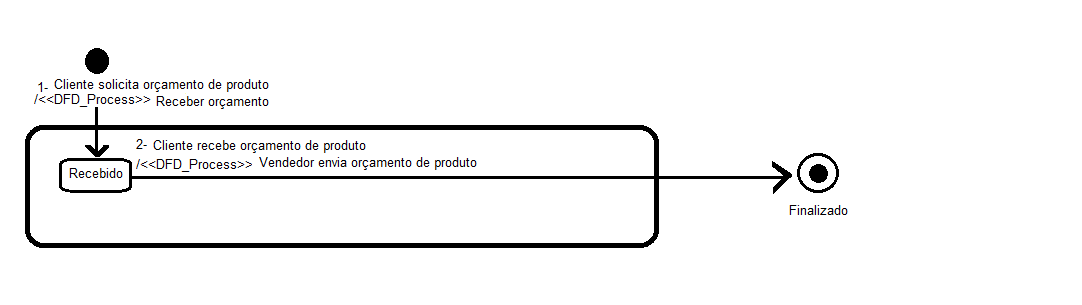 1- Cliente solicita orçamento de produto
/<<DFD_Process>> Receber orçamento
2- Cliente recebe orçamento de produto
/<<DFD_Process>> Vendedor envia orçamento de produto
Recebido
Finalizado